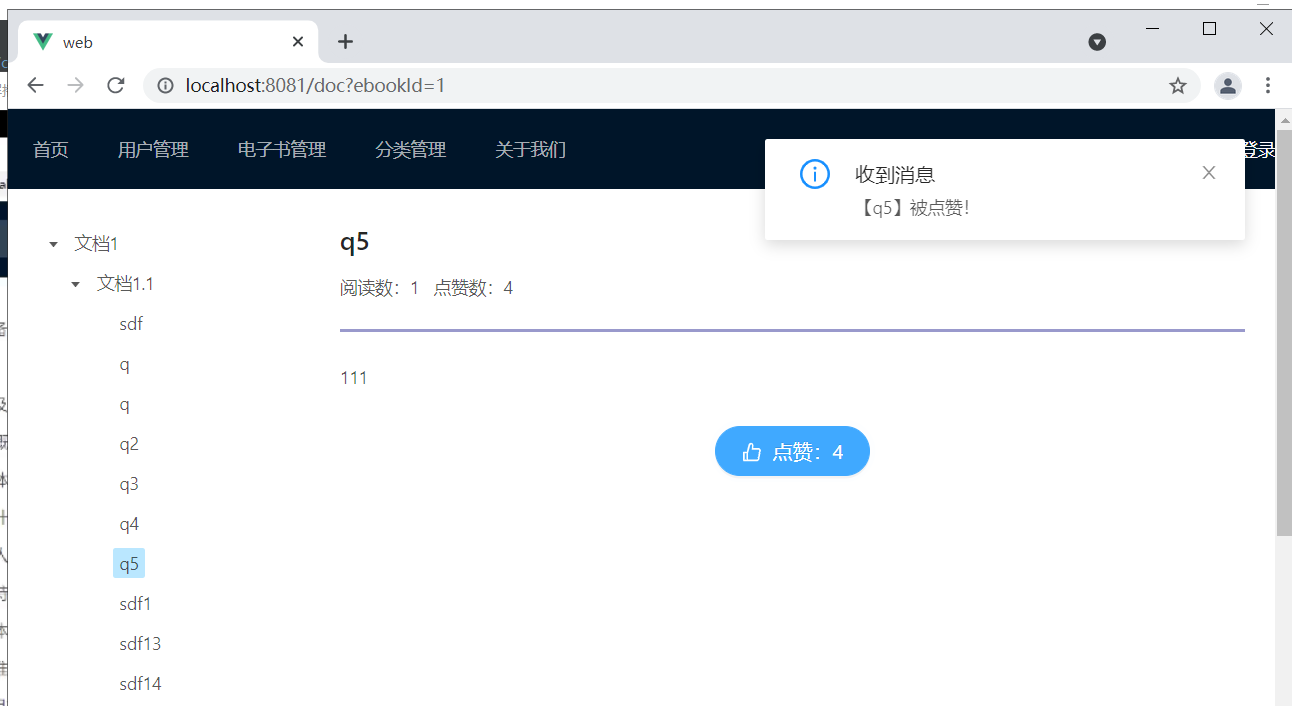 web
localhost:8081/doc?ebookId=1
首页 用户管理 电子书管理 分类管理 关于我们 登录
收到消息
【q5】被点赞！
文档1
文档1.1
sdf
q
q
q2
q3
q4
q5
sdf1
sdf13
sdf14
q5
阅读数：1 点赞数：4
111
点赞：4